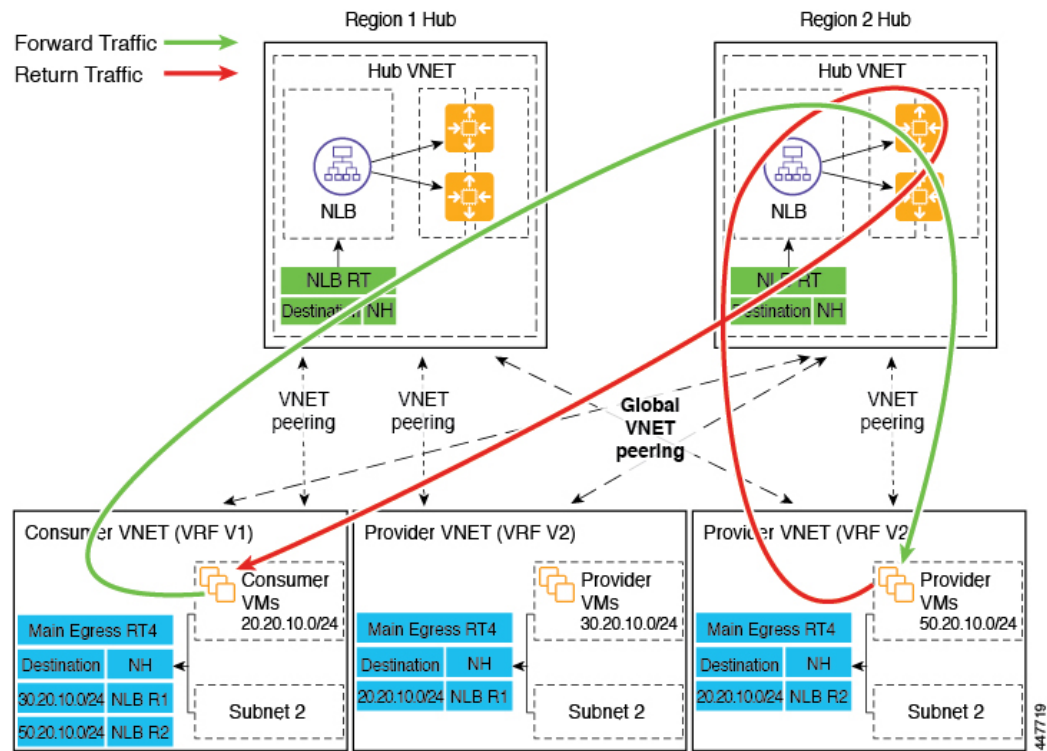 Region 1 Hub
Region 2 Hub
Forward Traffic
Return Traffic
Hub VNET
Hub VNET
NLB
NLB
NLB RT
Destination NH
NLB RT
Destination NH
VNET
peering
VNET
peering
Global
VNET
peering
VNET
peering
Consumer VNET (VRF V1)
Consumer
VMs
20.20.10.0/24
Main Egress RT4
Destination NH
30.20.10.0/24 NLB R1
50.20.10.0/24 NLB R2
Subnet 2
Provider VNET (VRF V2)
Provider
VMs
30.20.10.0/24
Main Egress RT4
Destination NH
20.20.10.0/24 NLB R1
Subnet 2
Provider VNET (VRF V2
Provider
VMs
50.20.10.0/24
Main Egress RT4
Destination NH
20.20.10.0/24 NLB R2
Subnet 2
447719